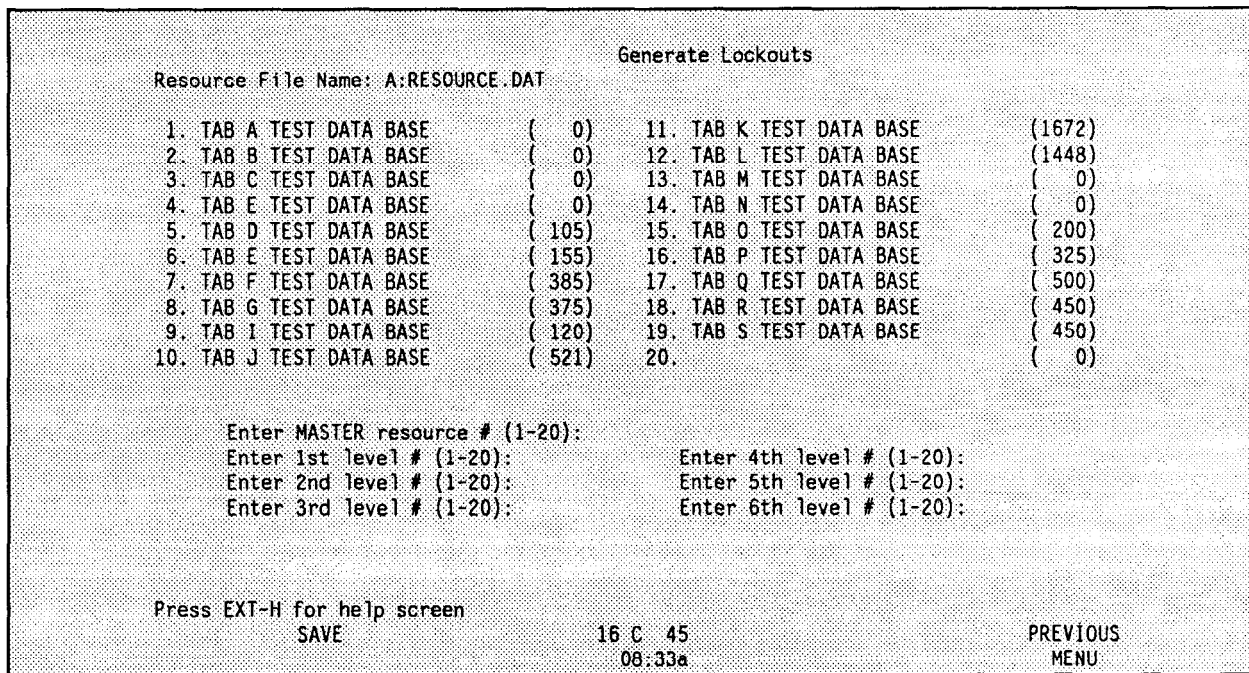 Generate Lockouts
Resource File Name: A:RESOURCE.DAT
1. TAB A TEST DATA BASE ( 0) 11. TAB K TEST DATA BASE (1672)
2. TAB B TEST DATA BASE ( 0) 12. TAB L TEST DATA BASE (1448)
3. TAB C TEST DATA BASE ( 0) 13. TAB M TEST DATA BASE ( 0)
4. TAB E TEST DATA BASE ( 0) 14. TAB N TEST DATA BASE ( 0)
5. TAB D TEST DATA BASE ( 105) 15. TAB O TEST DATA BASE ( 200)
6. TAB E TEST DATA BASE ( 155) 16. TAB P TEST DATA BASE ( 325)
7. TAB F TEST DATA BASE ( 385) 17. TAB Q TEST DATA BASE ( 500)
8. TAB G TEST DATA BASE ( 375) 18. TAB R TEST DATA BASE ( 450)
9. TAB I TEST DATA BASE ( 120) 19. TAB S TEST DATA BASE ( 450)
10. TAB J TEST DATA BASE ( 521) 20. ( 0)
Enter MASTER resource # (1-20):
Enter 1st level # (1-20): Enter 4th level # (1-20):
Enter 2nd level # (1-20): Enter 5th level # (1-20):
Enter 3rd level # (1-20): Enter 6th level # (1-20):
Press EXT-H for help screen
SAVE 16 C 45 PREVIOUS
08:33a MENU